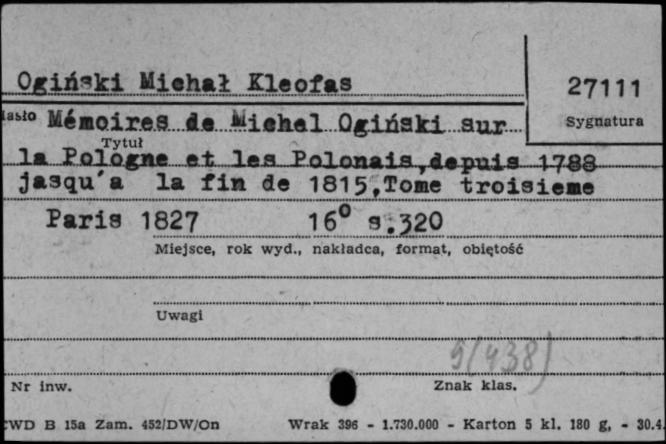 Ogiński Michał Kleofas
27111
Hasło
Sygnatura
Mémoires de Michel Ogiński sur
Tytuł
la Pologne et les Polonais,depuis 1788
jasqu'a la fin de 1815,Tome troisieme
Paris 1827 16° s.320
Miejsce, rok wyd., nakładca, format, objętość
Uwagi
5(438)
Nr inw.
Znak klas.
CWD B 15a Zam. 452/DW/On Wrak 396 - 1.730.000 - Karton 5 kl. 180 g, - 30.4